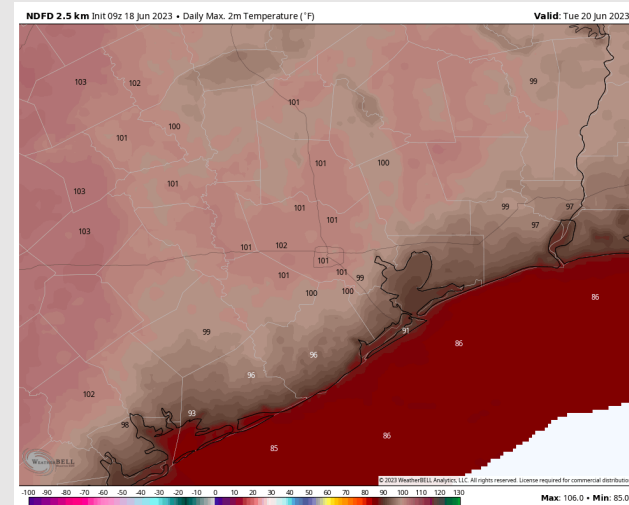 NDFD 2.5 km Init 09z 18 Jun 2023 • Daily Max. 2m Temperature (°F)
Valid: Tue 20 Jun 2023
103 102 99
101
100
101
101 100
101
103
101 99 97
101 97
103
101 102
101
101 101 99
100 100
86
99
91
86
96
96
102
93
98
86
85
WeatherBELL
© 2023 WeatherBELL Analytics, LLC. All rights reserved. License required for commercial distributio
-100 -90 -80 -70 -60 -50 -40 -30 -20 -10 0 10 20 30 40 50 60 70 80 90 100 110 120 130
Max: 106.0 • Min: 85.0